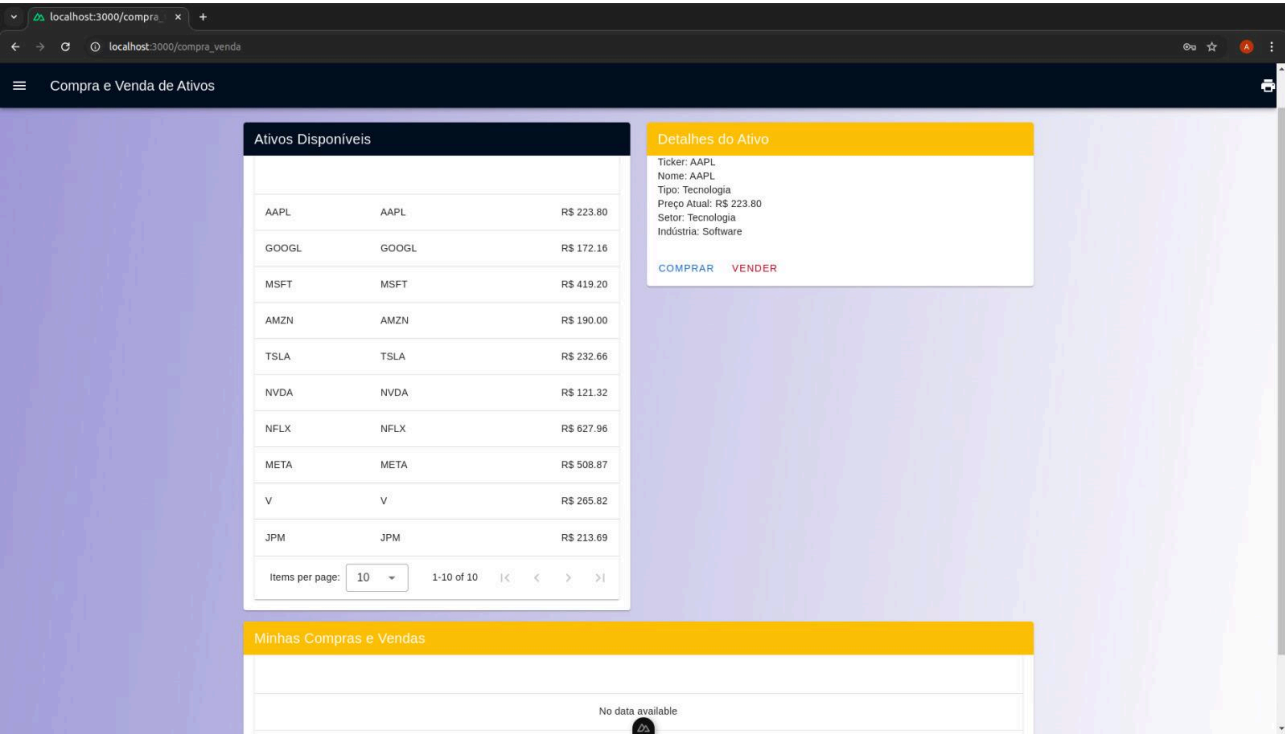 localhost:3000/compra_
localhost:3000/compra_venda
A
Compra e Venda de Ativos
Ativos Disponíveis
AAPL AAPL R$ 223.80
GOOGL GOOGL R$ 172.16
MSFT MSFT R$ 419.20
AMZN AMZN R$ 190.00
TSLA TSLA R$ 232.66
NVDA NVDA R$ 121.32
NFLX NFLX R$ 627.96
META META R$ 508.87
V V R$ 265.82
JPM JPM R$ 213.69
Items per page: 10 1-10 of 10
Detalhes do Ativo
Ticker: AAPL
Nome: AAPL
Tipo: Tecnologia
Preço Atual: R$ 223.80
Setor: Tecnologia
Indústria: Software
COMPRAR VENDER
Minhas Compras e Vendas
No data available